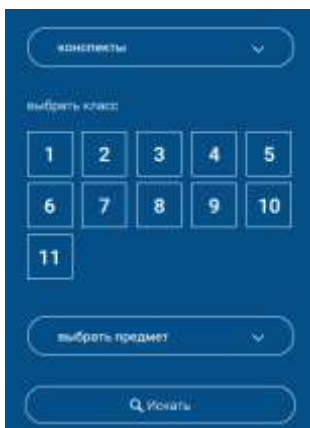 конспекты
выбрать класс
1 2 3 4 5
6 7 8 9 10
11
выбрать предмет
Искать